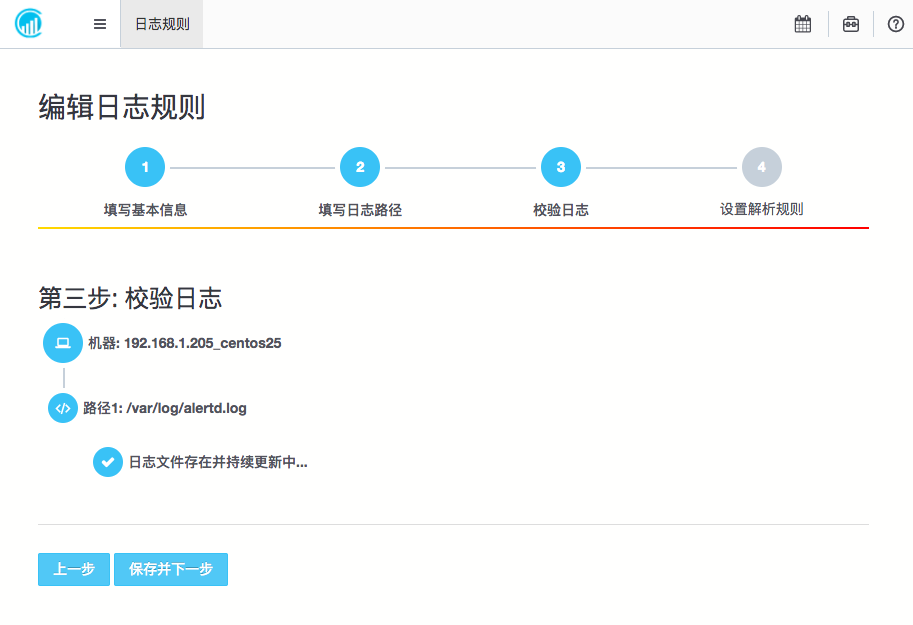 日志规则
编辑日志规则
1 2 3 4
填写基本信息 填写日志路径 校验日志 设置解析规则
第三步: 校验日志
机器: 192.168.1.205_centos25
路径1: /var/log/alertd.log
日志文件存在并持续更新中...
上一步 保存并下一步